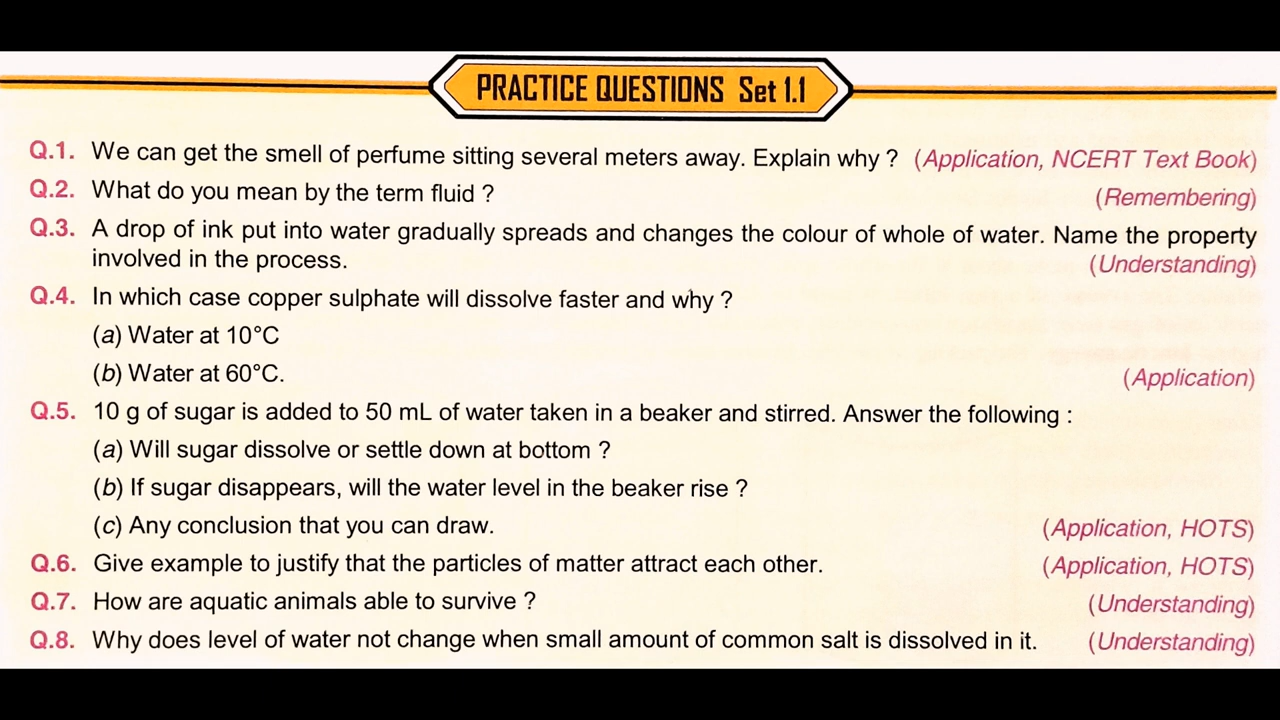 PRACTICE QUESTIONS Set 1.1
Q.1. We can get the smell of perfume sitting several meters away. Explain why ? (Application, NCERT Text Book)
Q.2. What do you mean by the term fluid ? (Remembering)
Q.3. A drop of ink put into water gradually spreads and changes the colour of whole of water. Name the property
involved in the process. (Understanding)
Q.4. In which case copper sulphate will dissolve faster and why ?
(a) Water at 10°C
(b) Water at 60°C. (Application)
Q.5. 10 g of sugar is added to 50 mL of water taken in a beaker and stirred. Answer the following :
(a) Will sugar dissolve or settle down at bottom ?
(b) If sugar disappears, will the water level in the beaker rise ?
(c) Any conclusion that you can draw. (Application, HOTS)
Q.6. Give example to justify that the particles of matter attract each other. (Application, HOTS)
Q.7. How are aquatic animals able to survive ? (Understanding)
Q.8. Why does level of water not change when small amount of common salt is dissolved in it. (Understanding)